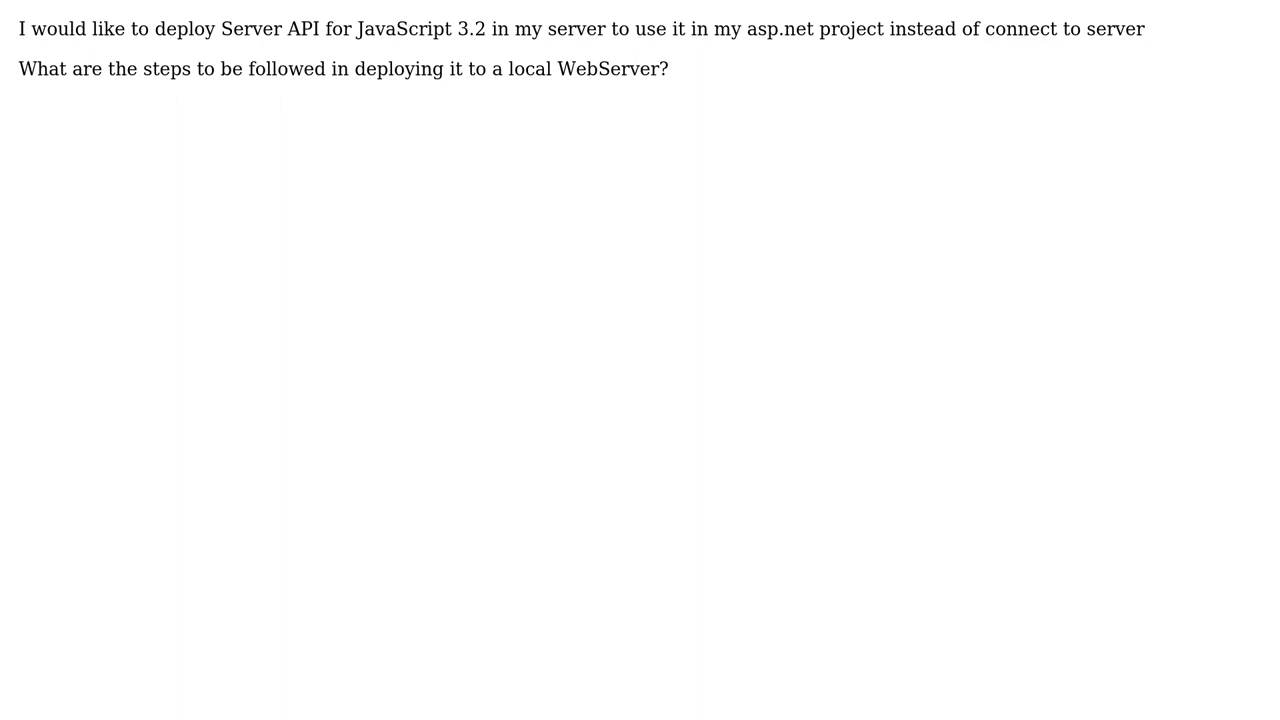 I would like to deploy Server API for JavaScript 3.2 in my server to use it in my asp.net project instead of connect to server
What are the steps to be followed in deploying it to a local WebServer?